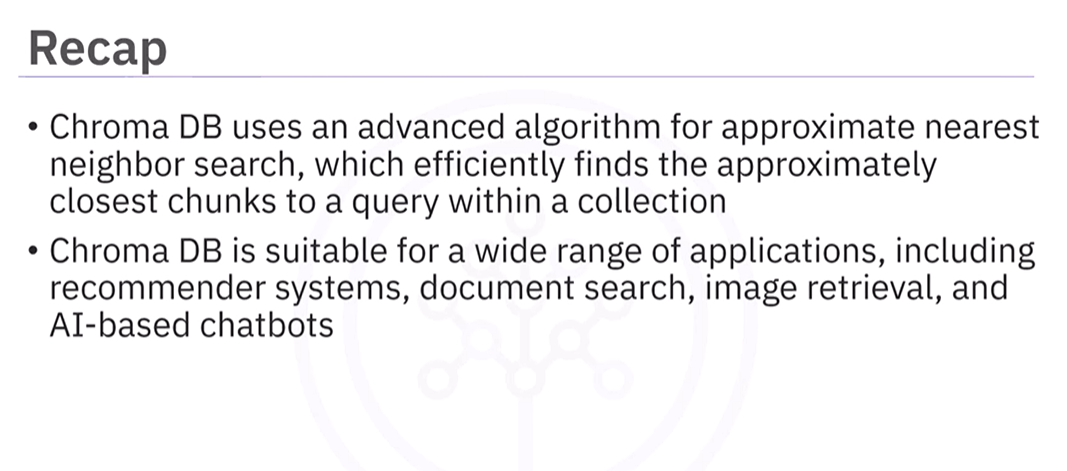 Recap
• Chroma DB uses an advanced algorithm for approximate nearest
neighbor search, which efficiently finds the approximately
closest chunks to a query within a collection
• Chroma DB is suitable for a wide range of applications, including
recommender systems, document search, image retrieval, and
AI-based chatbots